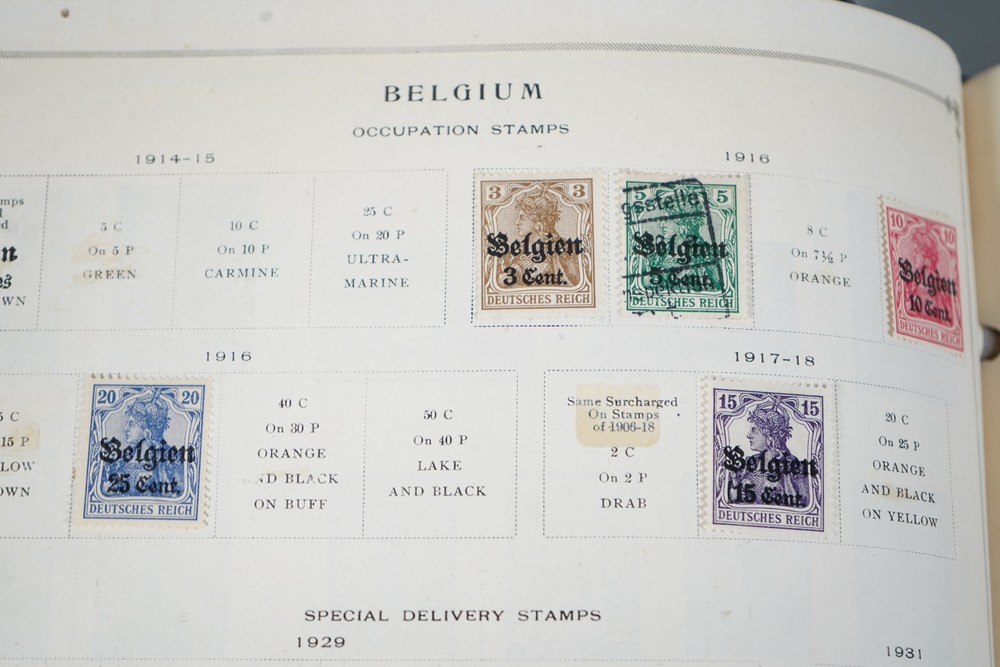 BELGIUM
OCCUPATION STAMPS
1914-15
5 C
On 5 P
GREEN
10 C
On 10 P
CARMINE
25 C
On 20 P
ULTRA-
MARINE
1916
3 3
Belgien
3 Cent.
DEUTSCHES REICH
5 5
gsstelle
Belgien
5 Cent.
DEUTSCHES REICH
8 C
On 7½ P
ORANGE
10 10
Belgien
10 Cent.
DEUTSCHES REICH
1916
15 P
20 20
Belgien
25 Cent.
DEUTSCHES REICH
40 C
On 30 P
ORANGE
ND BLACK
ON BUFF
50 C
On 40 P
LAKE
AND BLACK
1917-18
Same Surcharged
On Stamps
of 1906-18
2 C
On 2 P
DRAB
15 15
Belgien
15 Cent.
DEUTSCHES REICH
20 C
On 25 P
ORANGE
AND BLACK
ON YELLOW
SPECIAL DELIVERY STAMPS
1929
1931